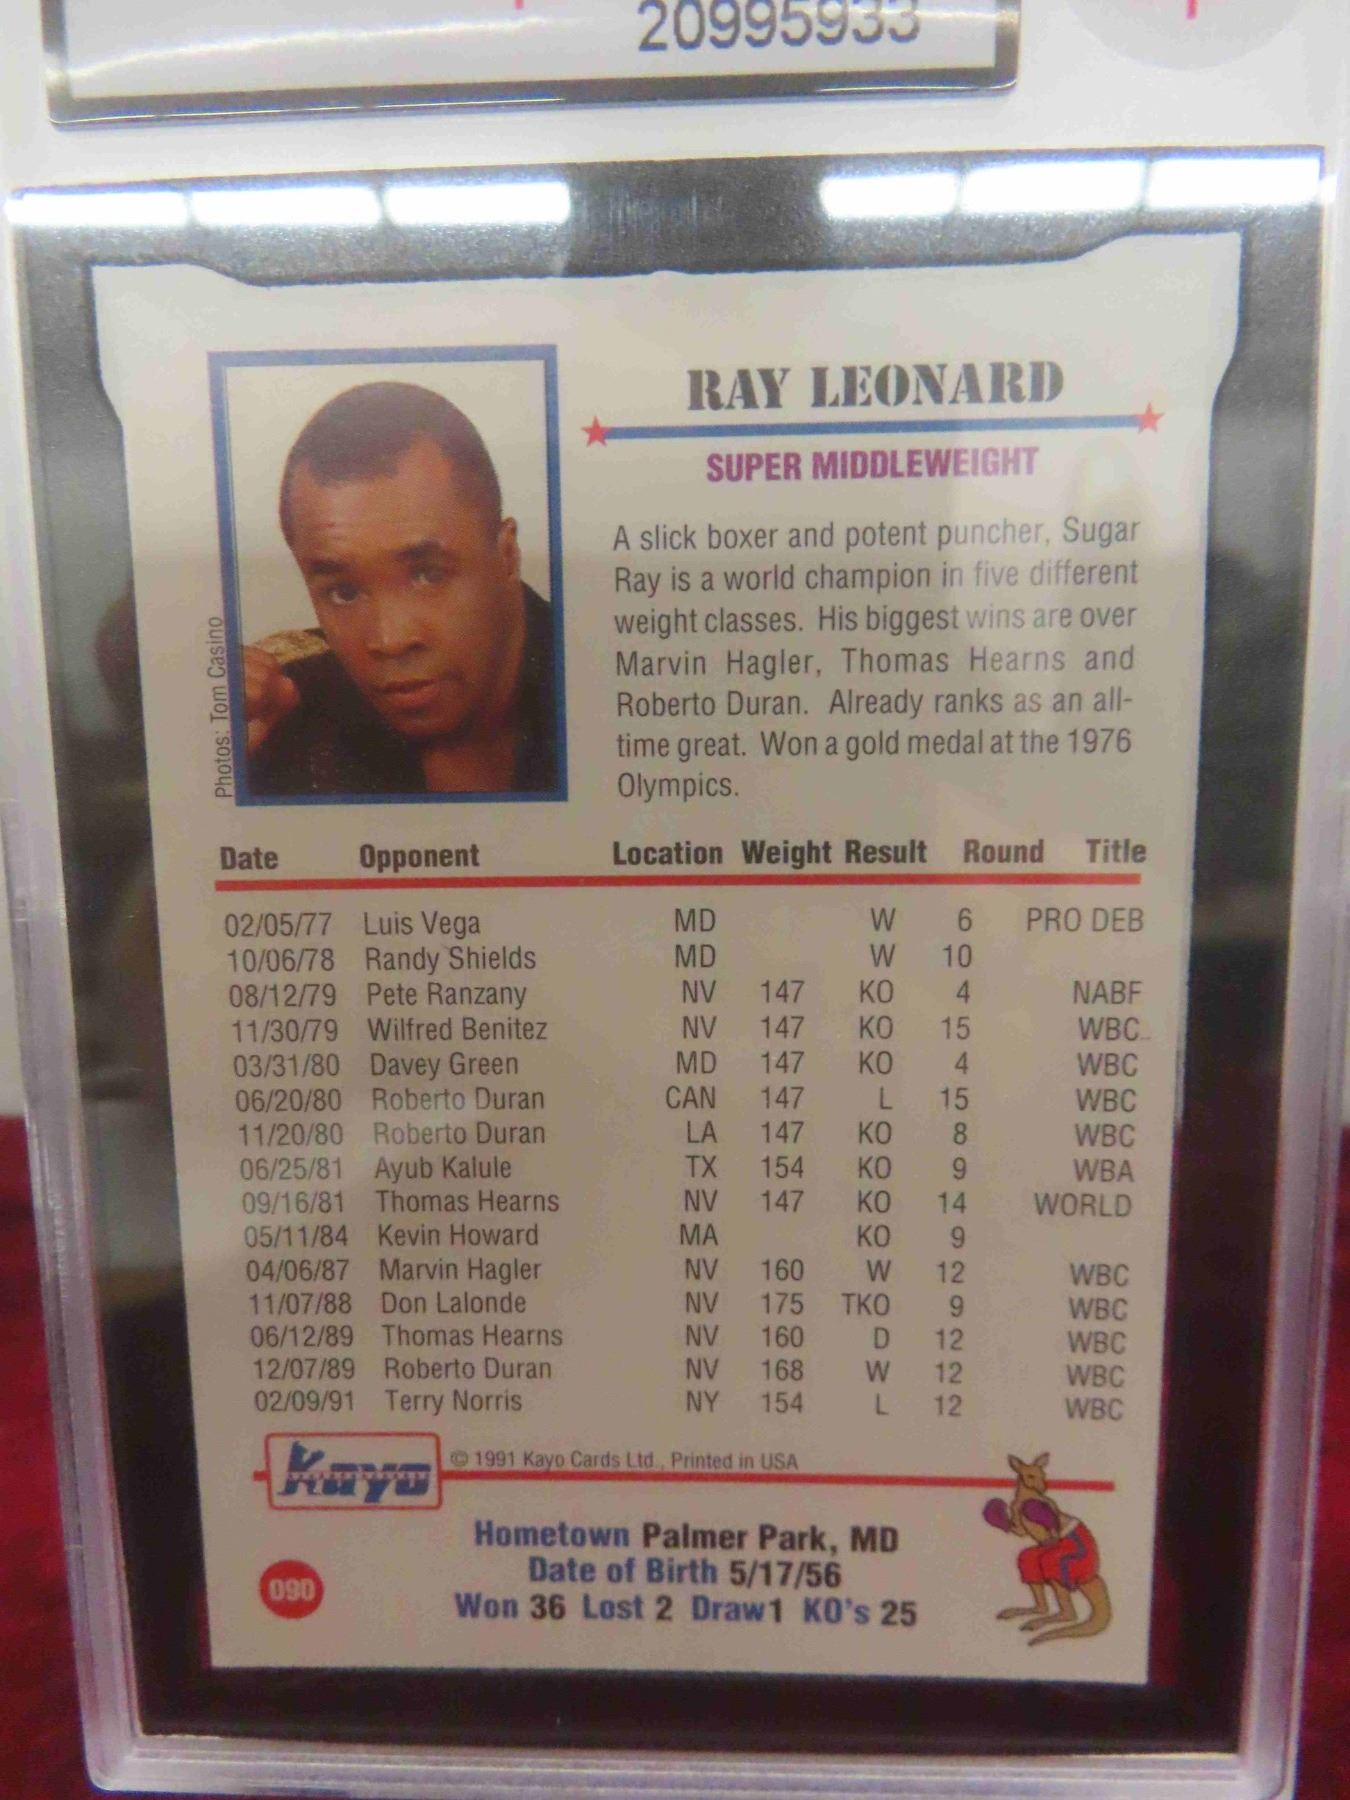 20995933
RAY LEONARD
SUPER MIDDLEWEIGHT
A slick boxer and potent puncher, Sugar
Ray is a world champion in five different
weight classes. His biggest wins are over
Marvin Hagler, Thomas Hearns and
Roberto Duran. Already ranks as an all-
time great. Won a gold medal at the 1976
Olympics.
Photos: Tom Casino
Date Opponent Location Weight Result Round Title
02/05/77 Luis Vega MD W 6 PRO DEB
10/06/78 Randy Shields MD W 10
08/12/79 Pete Ranzany NV 147 KO 4 NABF
11/30/79 Wilfred Benitez NV 147 KO 15 WBC
03/31/80 Davey Green MD 147 KO 4 WBC
06/20/80 Roberto Duran CAN 147 L 15 WBC
11/20/80 Roberto Duran LA 147 KO 8 WBC
06/25/81 Ayub Kalule TX 154 KO 9 WBA
09/16/81 Thomas Hearns NV 147 KO 14 WORLD
05/11/84 Kevin Howard MA KO 9
04/06/87 Marvin Hagler NV 160 W 12 WBC
11/07/88 Don Lalonde NV 175 TKO 9 WBC
06/12/89 Thomas Hearns NV 160 D 12 WBC
12/07/89 Roberto Duran NV 168 W 12 WBC
02/09/91 Terry Norris NY 154 L 12 WBC
Kayo
© 1991 Kayo Cards Ltd., Printed in USA
Hometown Palmer Park, MD
Date of Birth 5/17/56
Won 36 Lost 2 Draw 1 KO's 25
090